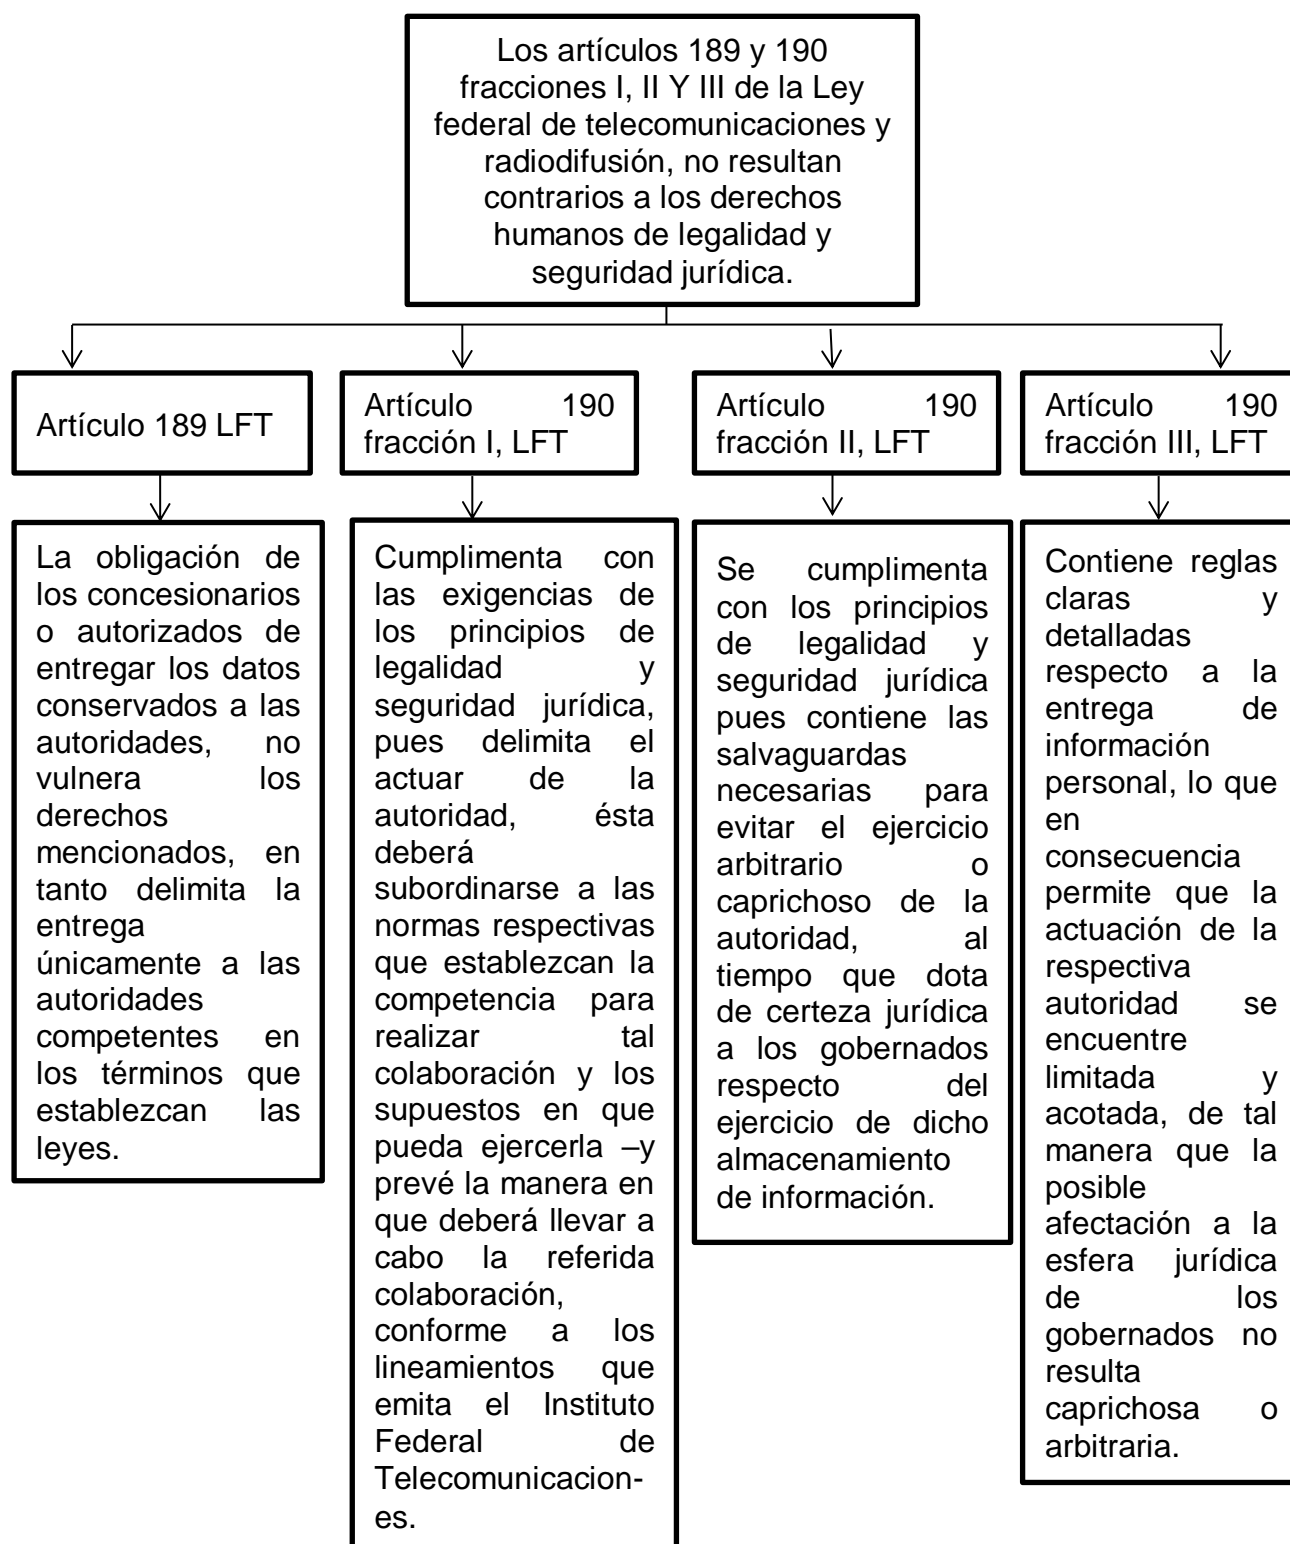 Los artículos 189 y 190
fracciones I, II Y III de la Ley
federal de telecomunicaciones y
radiodifusión, no resultan
contrarios a los derechos
humanos de legalidad y
seguridad jurídica.
Artículo 189 LFT
Artículo 190
fracción I, LFT
Artículo 190
fracción II, LFT
Artículo 190
fracción III, LFT
La obligación de
los concesionarios
o autorizados de
entregar los datos
conservados a las
autoridades, no
vulnera los
derechos
mencionados, en
tanto delimita la
entrega
únicamente a las
autoridades
competentes en
los términos que
establezcan las
leyes.
Cumplimenta con
las exigencias de
los principios de
legalidad y
seguridad jurídica,
pues delimita el
actuar de la
autoridad, ésta
deberá
subordinarse a las
normas respectivas
que establezcan la
competencia para
realizar tal
colaboración y los
supuestos en que
pueda ejercerla –y
prevé la manera en
que deberá llevar a
cabo la referida
colaboración,
conforme a los
lineamientos que
emita el Instituto
Federal de
Telecomunicacion-
es.
Se cumplimenta
con los principios
de legalidad y
seguridad jurídica
pues contiene las
salvaguardas
necesarias para
evitar el ejercicio
arbitrario o
caprichoso de la
autoridad, al
tiempo que dota
de certeza jurídica
a los gobernados
respecto del
ejercicio de dicho
almacenamiento
de información.
Contiene reglas
claras y
detalladas
respecto a la
entrega de
información
personal, lo que
en
consecuencia
permite que la
actuación de la
respectiva
autoridad se
encuentre
limitada y
acotada, de tal
manera que la
posible
afectación a la
esfera jurídica
de los
gobernados no
resulta
caprichosa o
arbitraria.